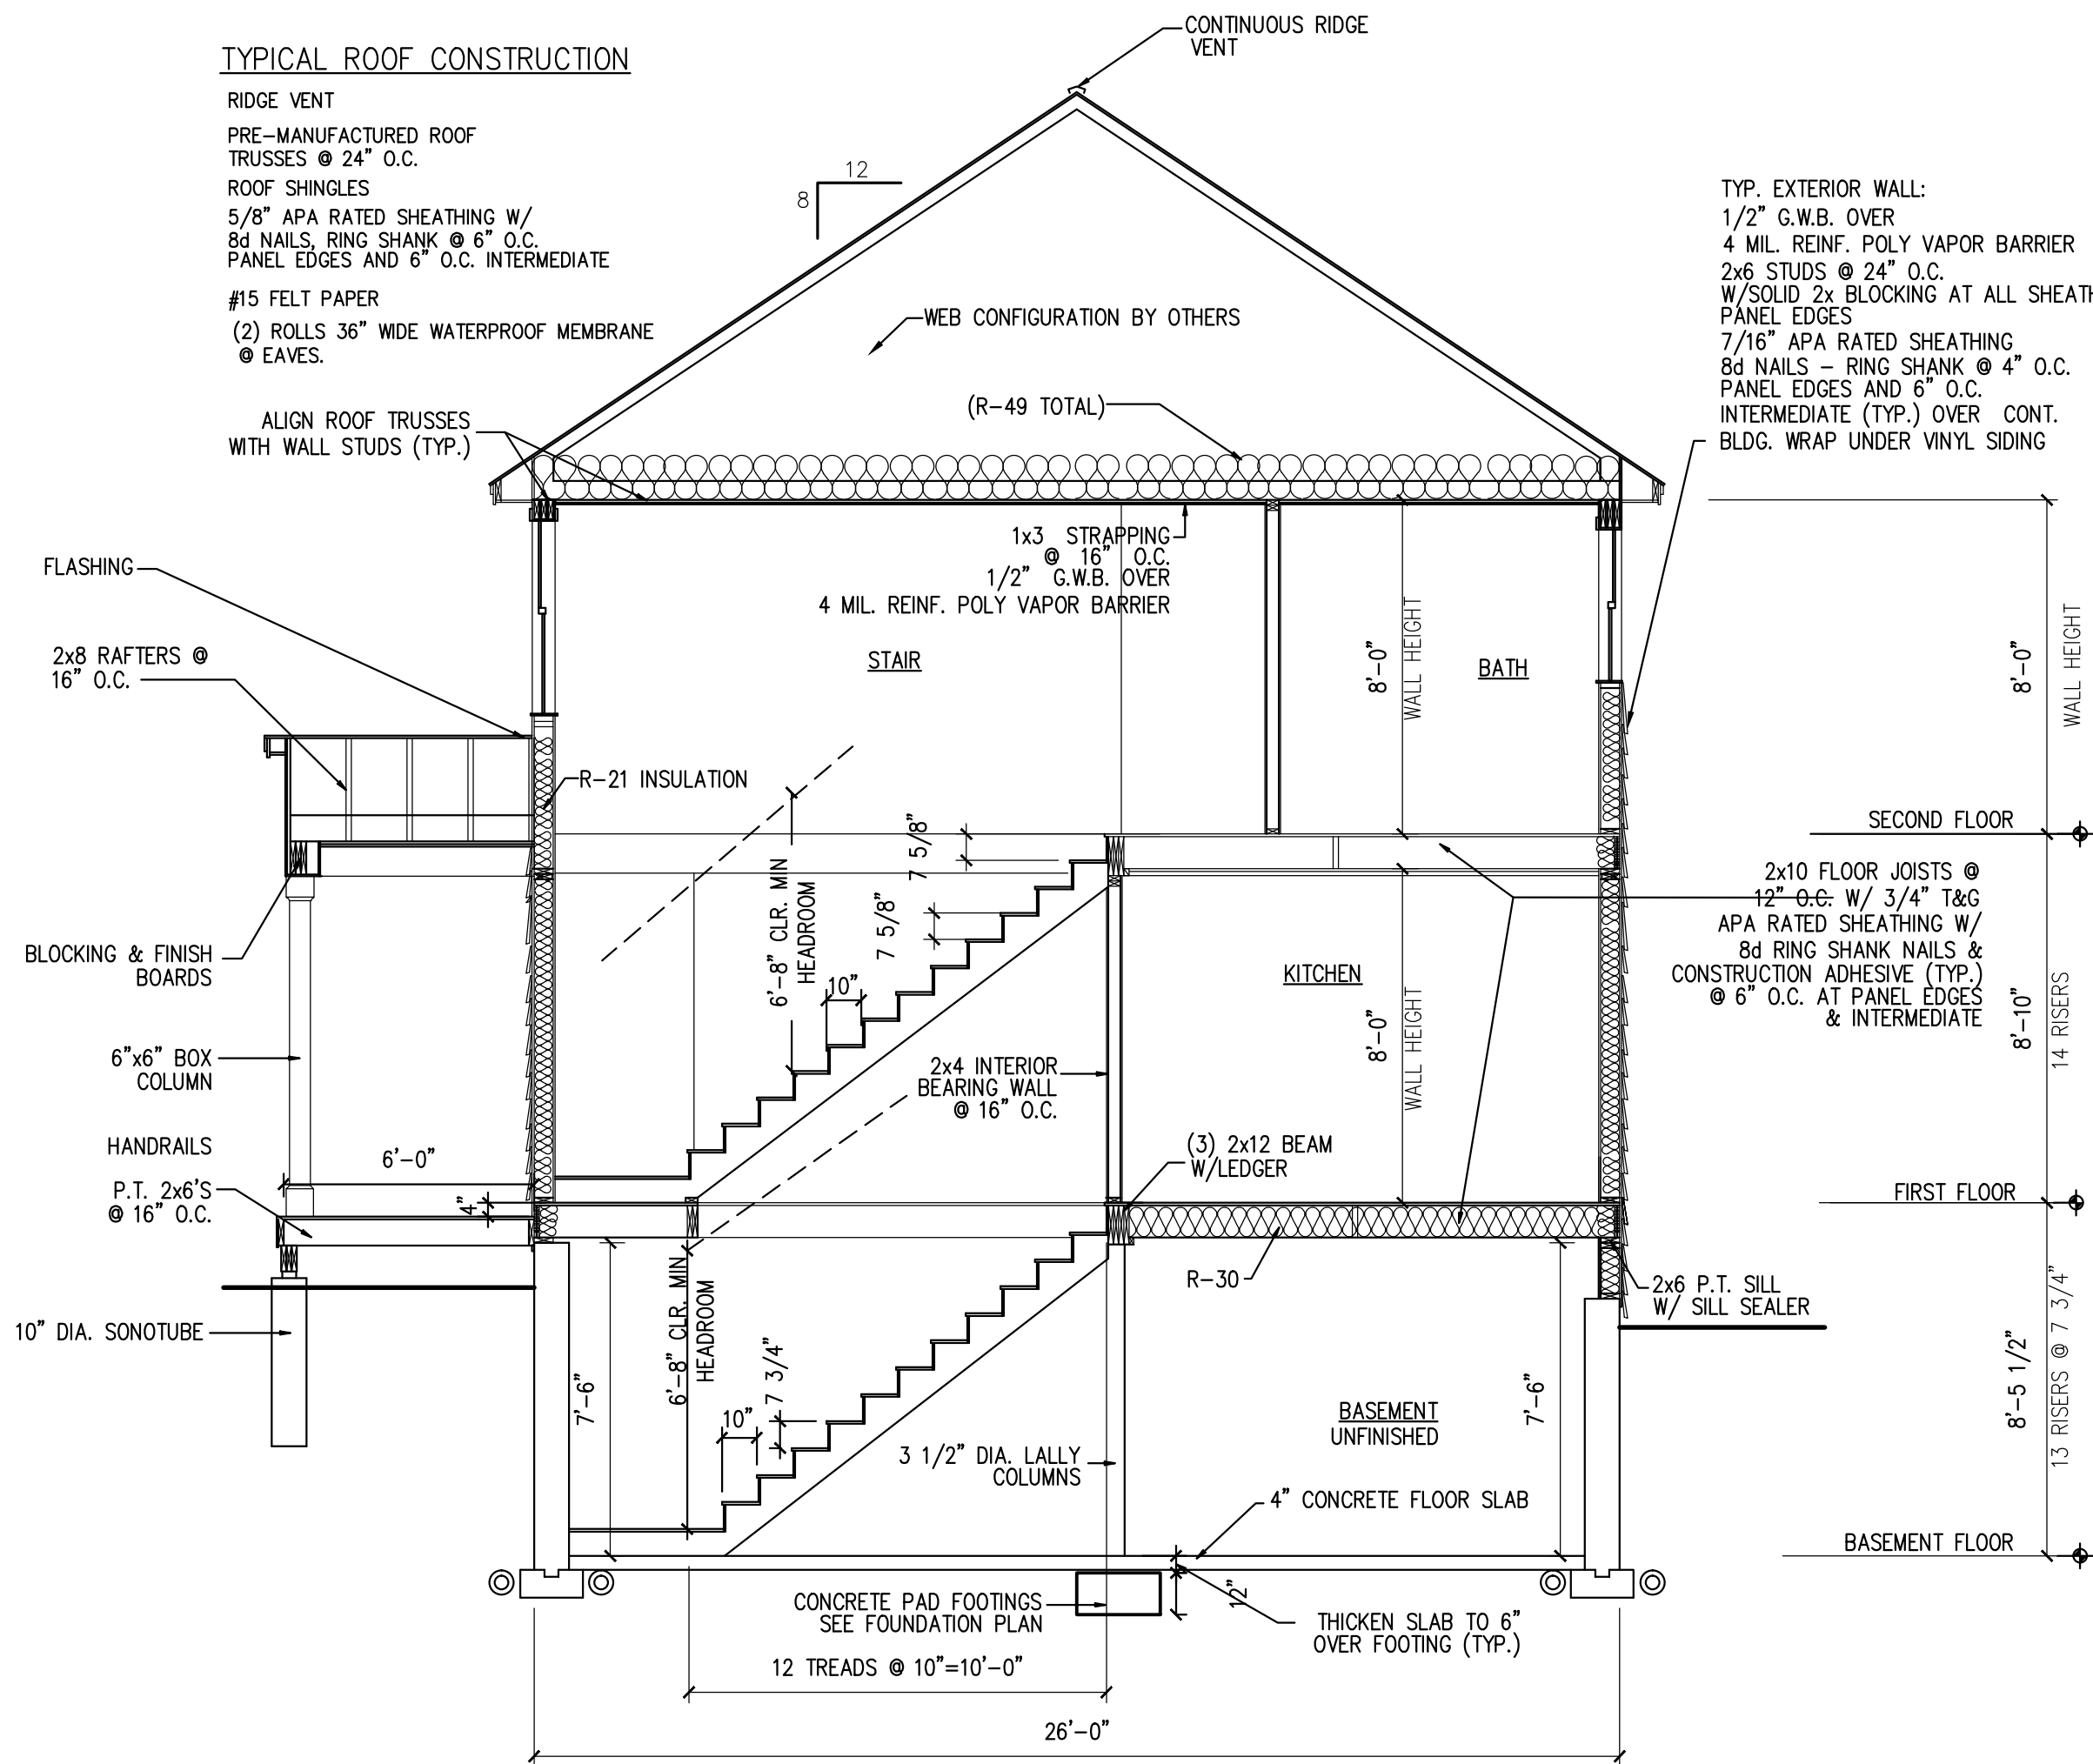 TYPICAL ROOF CONSTRUCTION
RIDGE VENT
PRE-MANUFACTURED ROOF
TRUSSES @ 24" O.C.
ROOF SHINGLES
5/8" APA RATED SHEATHING W/
8d NAILS, RING SHANK @ 6" O.C.
PANEL EDGES AND 6" O.C. INTERMEDIATE
#15 FELT PAPER
(2) ROLLS 36" WIDE WATERPROOF MEMBRANE
@ EAVES.
CONTINUOUS RIDGE
VENT
12
8
WEB CONFIGURATION BY OTHERS
(R-49 TOTAL)
ALIGN ROOF TRUSSES
WITH WALL STUDS (TYP.)
TYP. EXTERIOR WALL:
1/2" G.W.B. OVER
4 MIL. REINF. POLY VAPOR BARRIER
2x6 STUDS @ 24" O.C.
W/SOLID 2x BLOCKING AT ALL SHEATH
PANEL EDGES
7/16" APA RATED SHEATHING
8d NAILS - RING SHANK @ 4" O.C.
PANEL EDGES AND 6" O.C.
INTERMEDIATE (TYP.) OVER CONT.
BLDG. WRAP UNDER VINYL SIDING
1x3 STRAPPING
@ 16" O.C.
1/2" G.W.B. OVER
4 MIL. REINF. POLY VAPOR BARRIER
FLASHING
2x8 RAFTERS @
16" O.C.
STAIR
8'-0"
WALL HEIGHT
BATH
8'-0"
WALL HEIGHT
R-21 INSULATION
7 5/8"
6'-8" CLR. MIN
HEADROOM
7 5/8"
10"
SECOND FLOOR
2x10 FLOOR JOISTS @
12" O.C. W/ 3/4" T&G
APA RATED SHEATHING W/
8d RING SHANK NAILS &
CONSTRUCTION ADHESIVE (TYP.)
@ 6" O.C. AT PANEL EDGES
& INTERMEDIATE
8'-10"
14 RISERS
BLOCKING & FINISH
BOARDS
KITCHEN
8'-0"
WALL HEIGHT
6"x6" BOX
COLUMN
2x4 INTERIOR
BEARING WALL
@ 16" O.C.
HANDRAILS
6'-0"
(3) 2x12 BEAM
W/LEDGER
P.T. 2x6'S
@ 16" O.C.
4"
FIRST FLOOR
6'-8" CLR. MIN
HEADROOM
R-30
2x6 P.T. SILL
W/ SILL SEALER
10" DIA. SONOTUBE
7'-6"
7 3/4"
10"
7'-6"
8'-5 1/2"
13 RISERS @ 7 3/4"
BASEMENT
UNFINISHED
3 1/2" DIA. LALLY
COLUMNS
4" CONCRETE FLOOR SLAB
BASEMENT FLOOR
CONCRETE PAD FOOTINGS
SEE FOUNDATION PLAN
12"
THICKEN SLAB TO 6"
OVER FOOTING (TYP.)
12 TREADS @ 10"=10'-0"
26'-0"